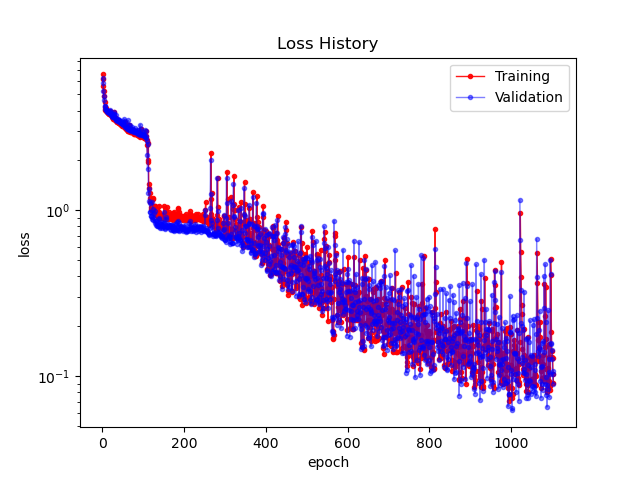 Loss History
Training
Validation
10⁰
10⁻¹
loss
0 200 400 600 800 1000
epoch